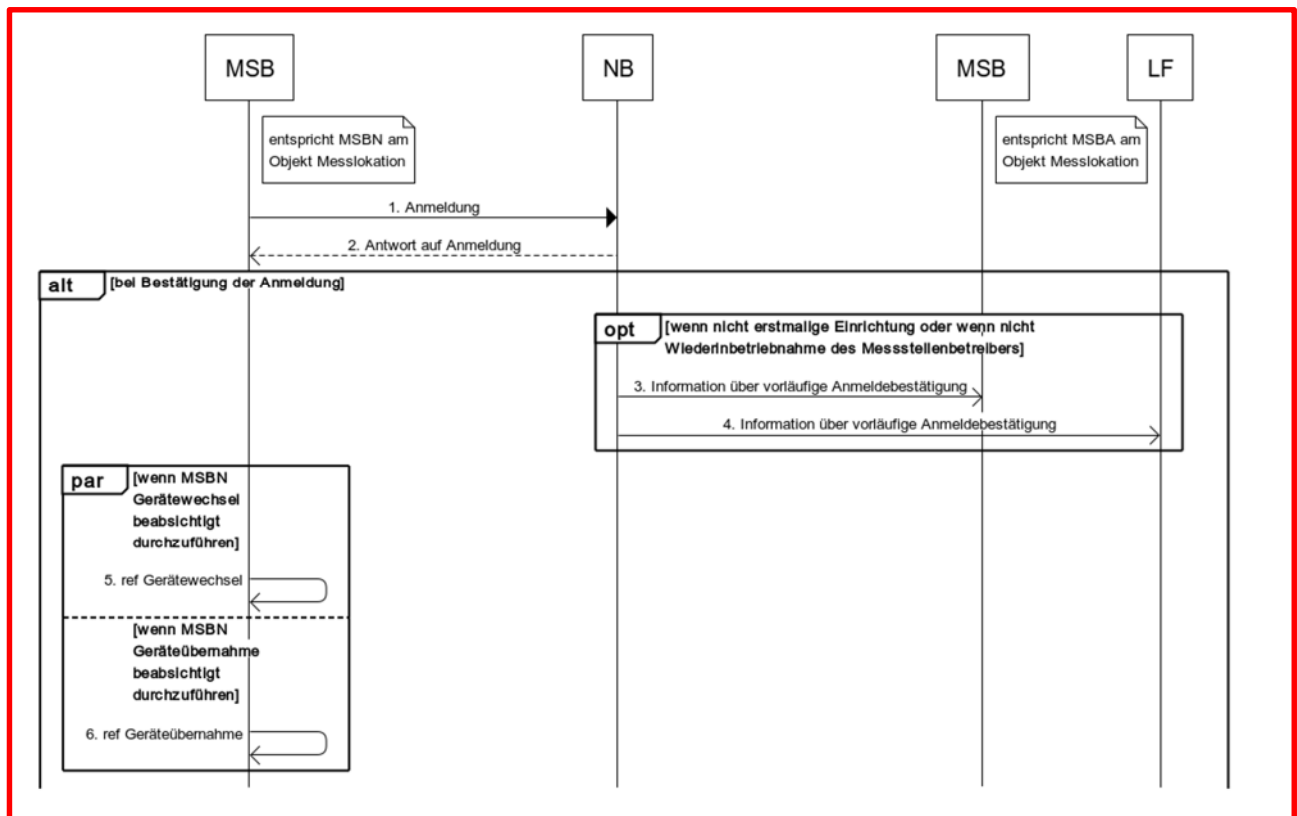 MSB
NB
MSB
LF
entspricht MSBN am
Objekt Messlokation
entspricht MSBA am
Objekt Messlokation
1. Anmeldung
2. Antwort auf Anmeldung
alt
[bei Bestätigung der Anmeldung]
opt
[wenn nicht erstmalige Einrichtung oder wenn nicht
Wiederinbetriebnahme des Messstellenbetreibers]
3. Information über vorläufige Anmeldebestätigung
4. Information über vorläufige Anmeldebestätigung
par
[wenn MSBN
Gerätewechsel
beabsichtigt
durchzuführen]
5. ref Gerätewechsel
[wenn MSBN
Geräteübernahme
beabsichtigt
durchzuführen]
6. ref Geräteübernahme